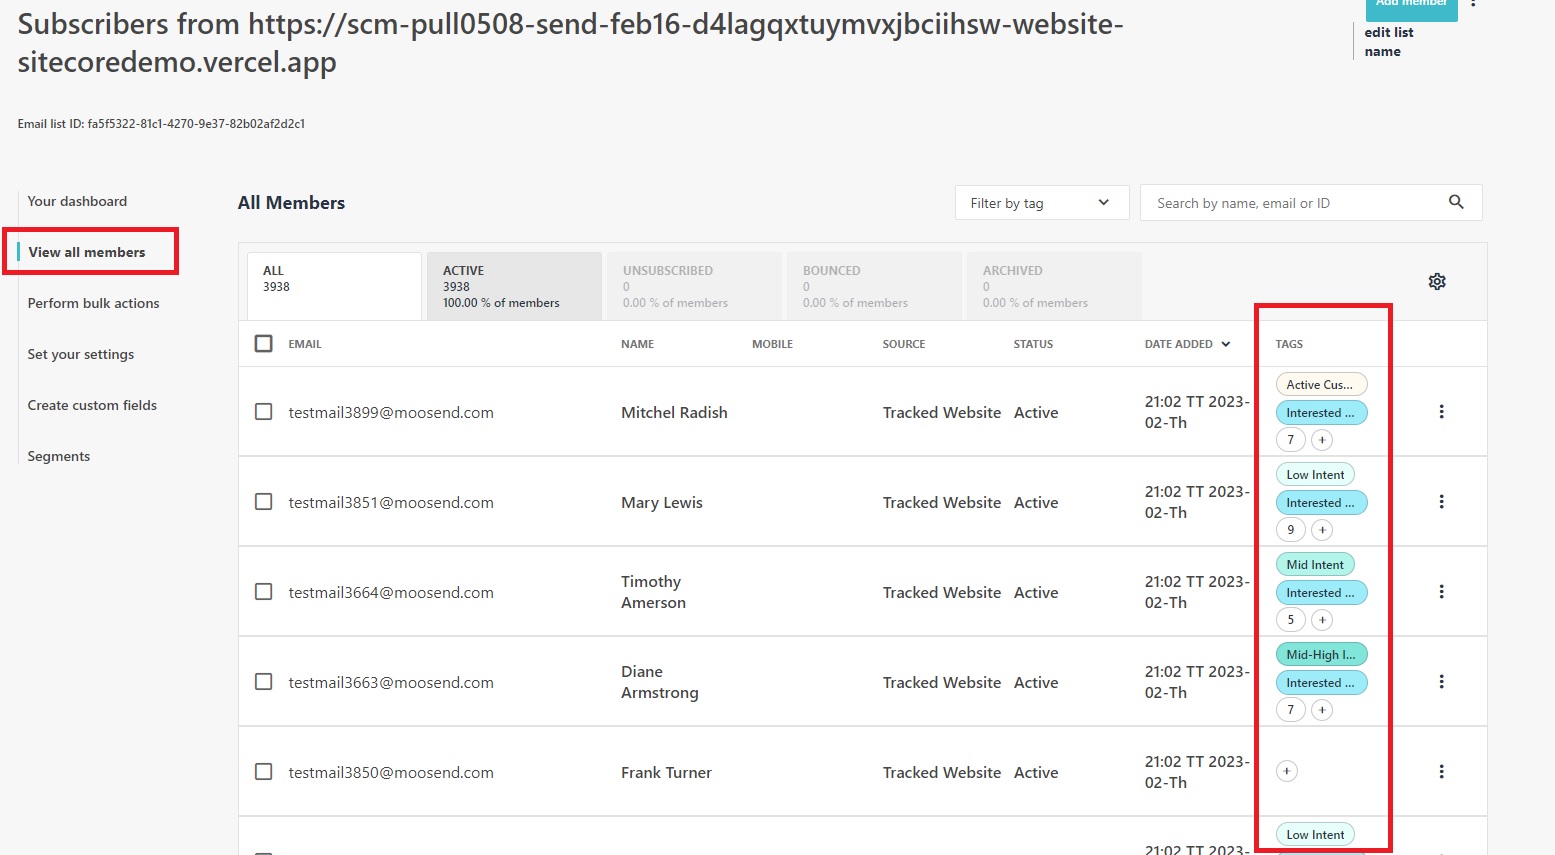 Add member
Subscribers from https://scm-pull0508-send-feb16-d4lagqxtuymvxjbciihsw-website-
sitecoredemo.vercel.app
edit list
name
Email list ID: fa5f5322-81c1-4270-9e37-82b02af2d2c1
Your dashboard
View all members
Perform bulk actions
Set your settings
Create custom fields
Segments
All Members
Filter by tag
Search by name, email or ID
ALL
3938
ACTIVE
3938
100.00 % of members
UNSUBSCRIBED
0
0.00 % of members
BOUNCED
0
0.00 % of members
ARCHIVED
0
0.00 % of members
EMAIL NAME MOBILE SOURCE STATUS DATE ADDED TAGS
testmail3899@moosend.com Mitchel Radish Tracked Website Active 21:02 TT 2023-
02-Th
Active Cus...
Interested ...
7 +
testmail3851@moosend.com Mary Lewis Tracked Website Active 21:02 TT 2023-
02-Th
Low Intent
Interested ...
9 +
testmail3664@moosend.com Timothy
Amerson Tracked Website Active 21:02 TT 2023-
02-Th
Mid Intent
Interested ...
5 +
testmail3663@moosend.com Diane
Armstrong Tracked Website Active 21:02 TT 2023-
02-Th
Mid-High I...
Interested ...
7 +
testmail3850@moosend.com Frank Turner Tracked Website Active 21:02 TT 2023-
02-Th
+
21:02 TT 2023-
Low Intent